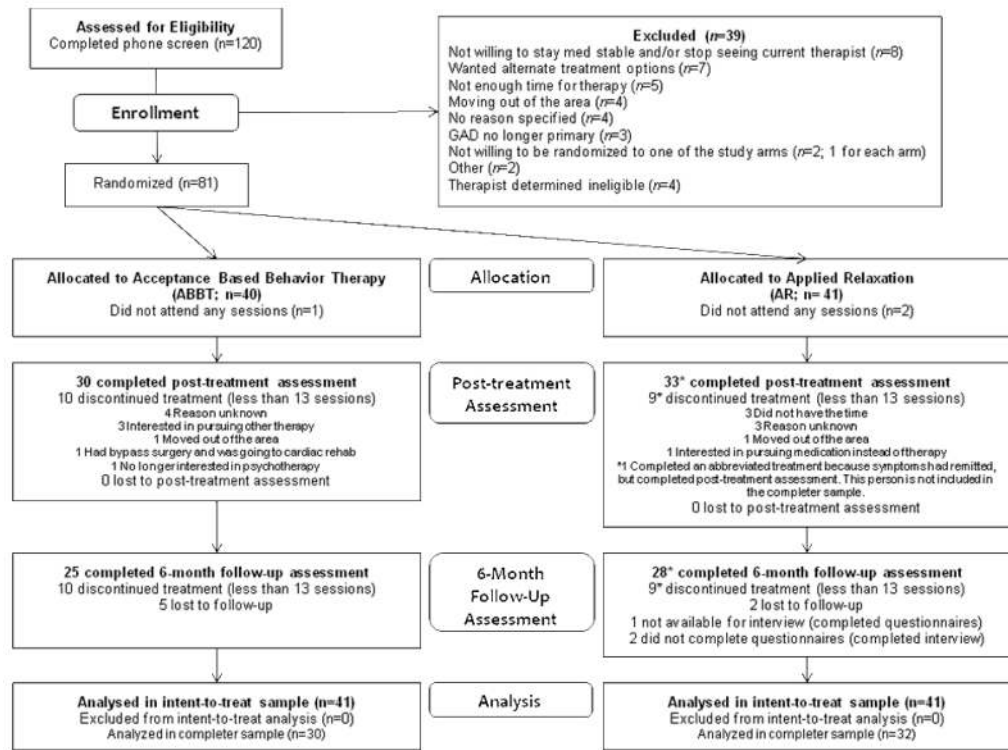 Assessed for Eligibility
Completed phone screen (n=120)
Excluded (n=39)
Not willing to stay med stable and/or stop seeing current therapist (n=8)
Wanted alternate treatment options (n=7)
Not enough time for therapy (n=5)
Moving out of the area (n=4)
No reason specified (n=4)
GAD no longer primary (n=3)
Not willing to be randomized to one of the study arms (n=2; 1 for each arm)
Other (n=2)
Therapist determined ineligible (n=4)
Enrollment
Randomized (n=81)
Allocated to Acceptance Based Behavior Therapy
(ABBT; n=40)
Did not attend any sessions (n=1)
Allocation
Allocated to Applied Relaxation
(AR; n= 41)
Did not attend any sessions (n=2)
30 completed post-treatment assessment
10 discontinued treatment (less than 13 sessions)
4 Reason unknown
3 Interested in pursuing other therapy
1 Moved out of the area
1 Had bypass surgery and was going to cardiac rehab
1 No longer interested in psychotherapy
0 lost to post-treatment assessment
Post-treatment
Assessment
33* completed post-treatment assessment
9* discontinued treatment (less than 13 sessions)
3 Did not have the time
3 Reason unknown
1 Moved out of the area
1 Interested in pursuing medication instead of therapy
*1 Completed an abbreviated treatment because symptoms had remitted,
but completed post-treatment assessment. This person is not included in
the completer sample.
0 lost to post-treatment assessment
25 completed 6-month follow-up assessment
10 discontinued treatment (less than 13 sessions)
5 lost to follow-up
6-Month
Follow-Up
Assessment
28* completed 6-month follow-up assessment
9* discontinued treatment (less than 13 sessions)
2 lost to follow-up
1 not available for interview (completed questionnaires)
2 did not complete questionnaires (completed interview)
Analysed in intent-to-treat sample (n=41)
Excluded from intent-to-treat analysis (n=0)
Analyzed in completer sample (n=30)
Analysis
Analysed in intent-to-treat sample (n=41)
Excluded from intent-to-treat analysis (n=0)
Analyzed in completer sample (n=32)